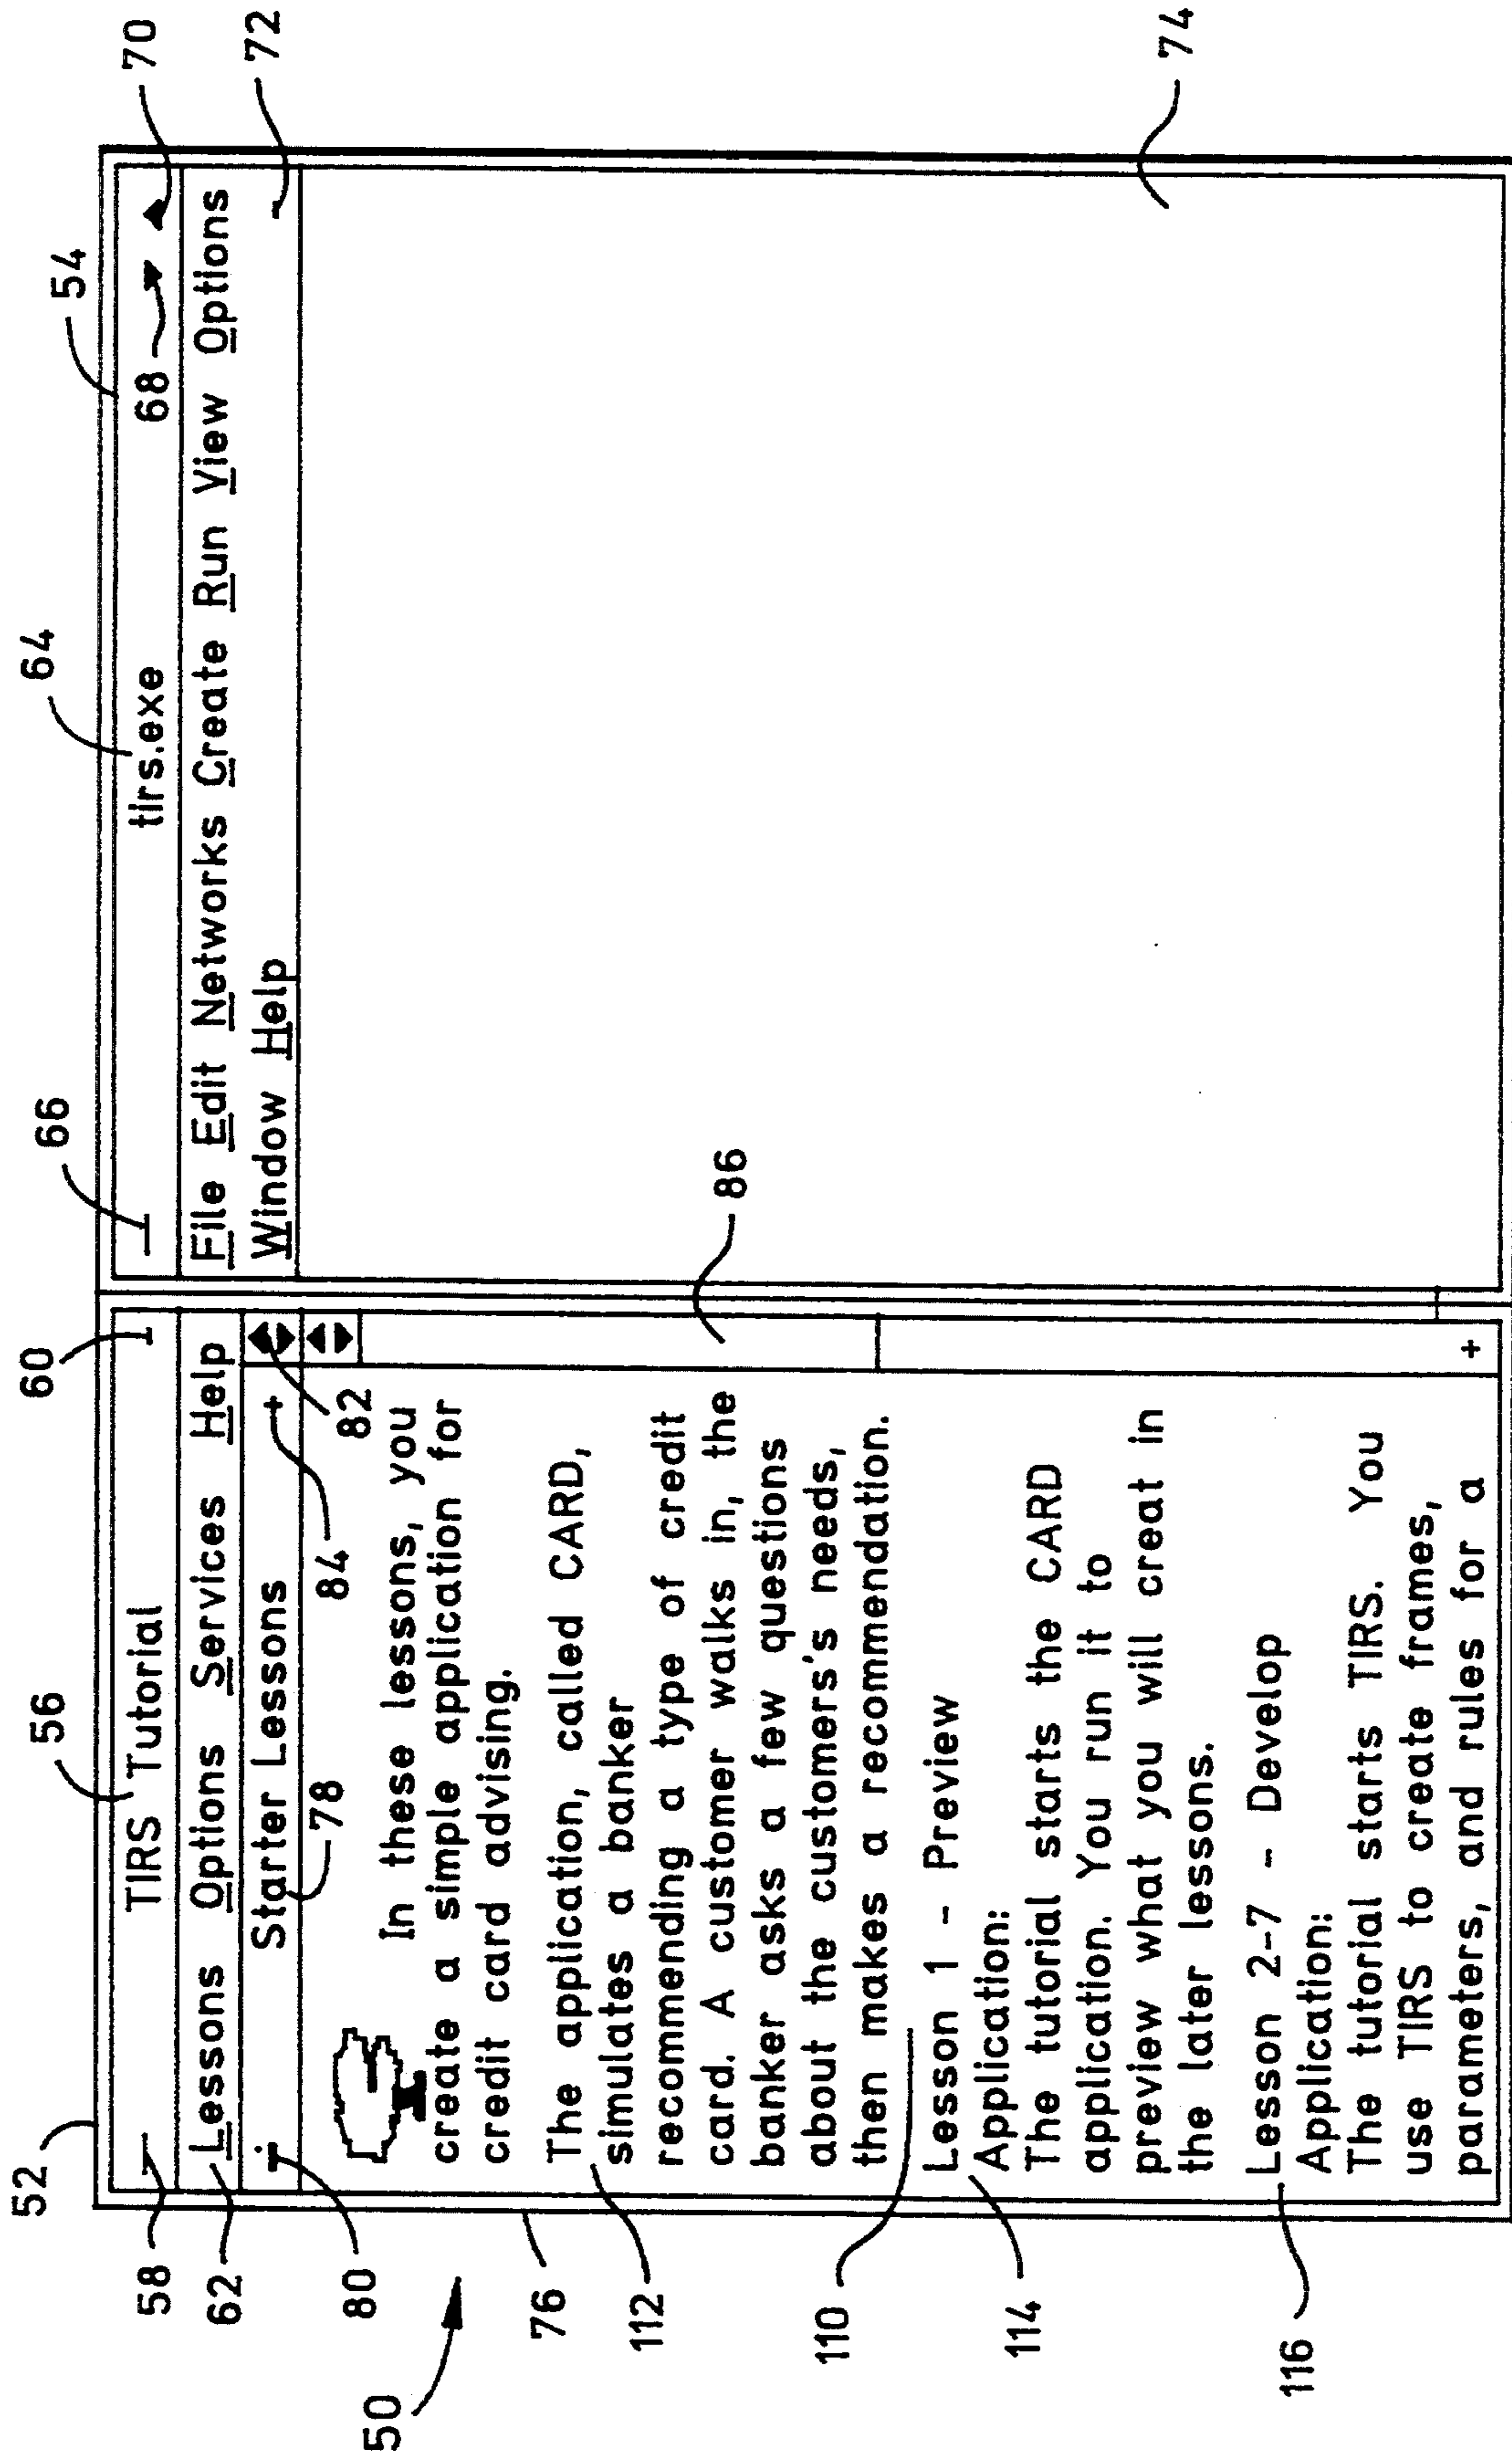 52
56
60
66
64
54
70
TIRS Tutorial
tirs.exe
68
58
Lessons Options Services Help
File Edit Networks Create Run View Options
72
62
Starter Lessons
Window Help
80
78
84
82
In these lessons, you
create a simple application for
credit card advising.
50
76
The application, called CARD,
simulates a banker
recommending a type of credit
card. A customer walks in, the
banker asks a few questions
about the customers's needs,
then makes a recommendation.
112
86
110
Lesson 1 - Preview
Application:
The tutorial starts the CARD
application. You run it to
preview what you will creat in
the later lessons.
114
74
Lesson 2-7 - Develop
Application:
The tutorial starts TIRS. You
use TIRS to create frames,
parameters, and rules for a
116